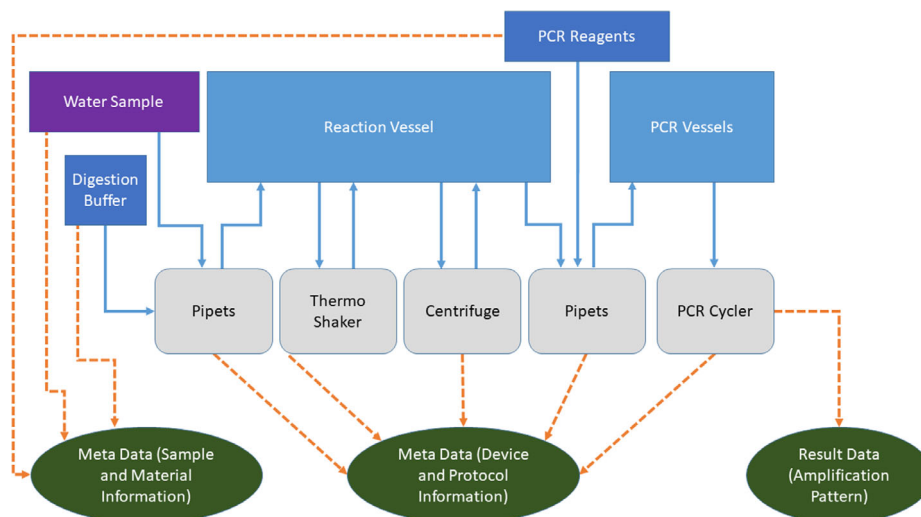 PCR Reagents
Water Sample
Reaction Vessel
PCR Vessels
Digestion
Buffer
Pipets
Thermo
Shaker
Centrifuge
Pipets
PCR Cycler
Meta Data (Sample
and Material
Information)
Meta Data (Device
and Protocol
Information)
Result Data
(Amplification
Pattern)